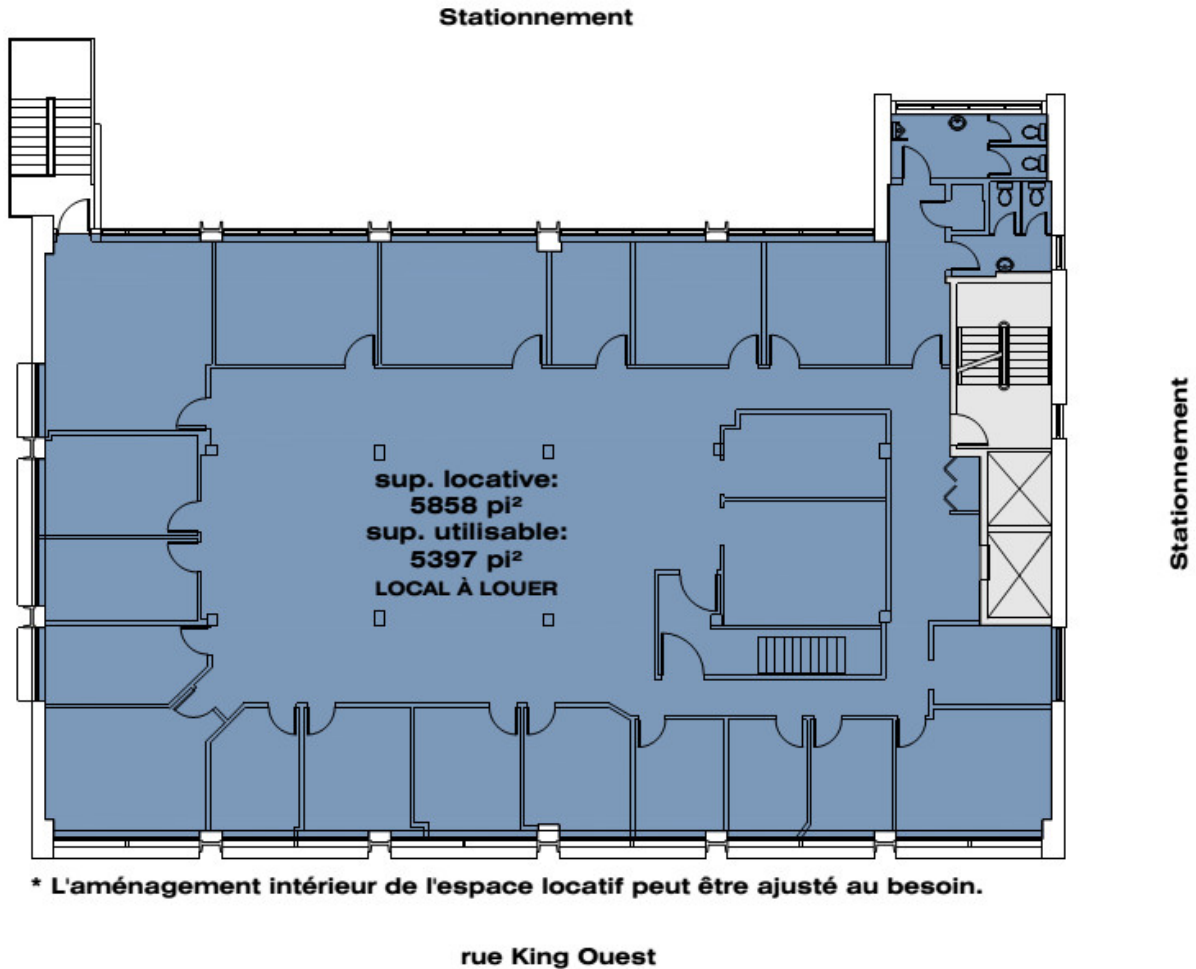 Stationnement
sup. locative:
5858 pi²
sup. utilisable:
5397 pi²
LOCAL À LOUER
Stationnement
* L'aménagement intérieur de l'espace locatif peut être ajusté au besoin.
rue King Ouest